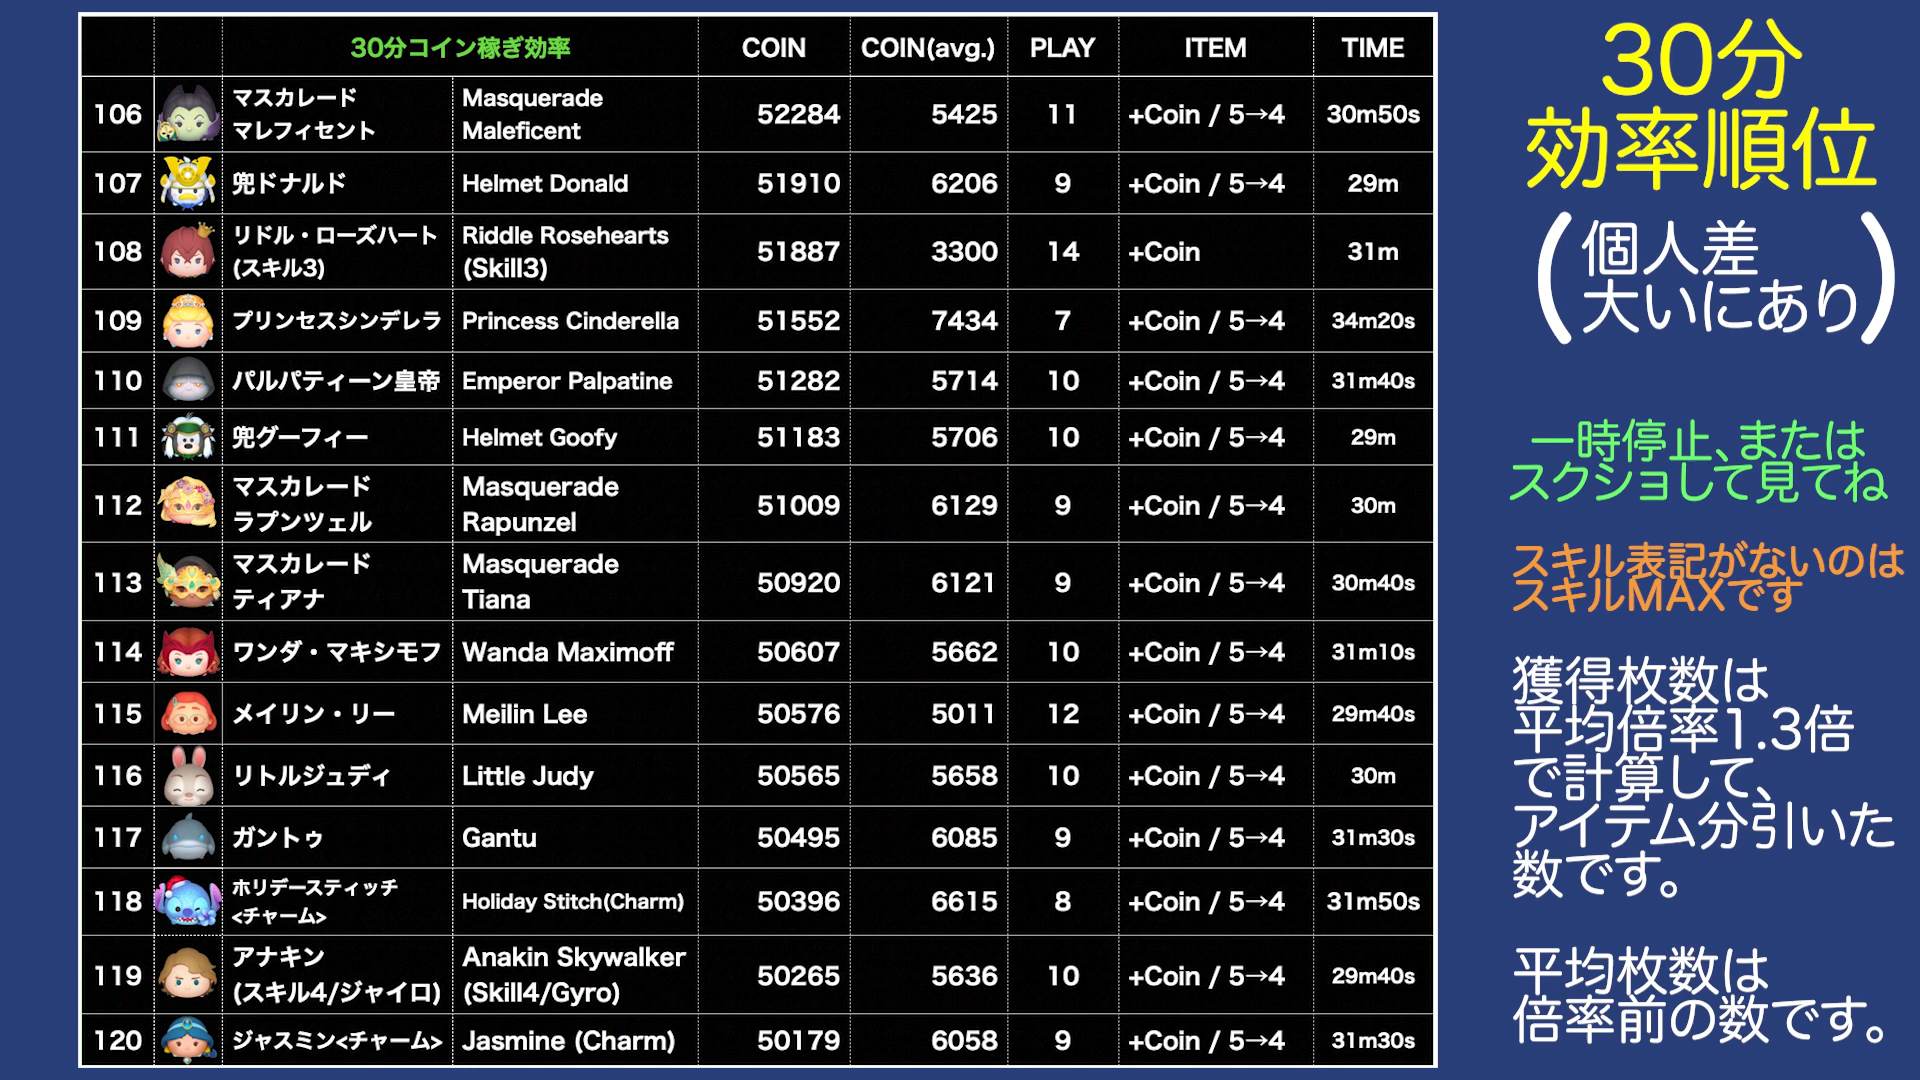 30分コイン稼ぎ効率 COIN COIN(avg.) PLAY ITEM TIME
106 マスカレード マレフィセント Masquerade Maleficent 52284 5425 11 +Coin / 5→4 30m50s
107 兜ドナルド Helmet Donald 51910 6206 9 +Coin / 5→4 29m
108 リドル・ローズハート (スキル3) Riddle Rosehearts (Skill3) 51887 3300 14 +Coin 31m
109 プリンセスシンデレラ Princess Cinderella 51552 7434 7 +Coin / 5→4 34m20s
110 パルパティーン皇帝 Emperor Palpatine 51282 5714 10 +Coin / 5→4 31m40s
111 兜グーフィー Helmet Goofy 51183 5706 10 +Coin / 5→4 29m
112 マスカレード ラプンツェル Masquerade Rapunzel 51009 6129 9 +Coin / 5→4 30m
113 マスカレード ティアナ Masquerade Tiana 50920 6121 9 +Coin / 5→4 30m40s
114 ワンダ・マキシモフ Wanda Maximoff 50607 5662 10 +Coin / 5→4 31m10s
115 メイリン・リー Meilin Lee 50576 5011 12 +Coin / 5→4 29m40s
116 リトルジュディ Little Judy 50565 5658 10 +Coin / 5→4 30m
117 ガントゥ Gantu 50495 6085 9 +Coin / 5→4 31m30s
118 ホリデースティッチ <チャーム> Holiday Stitch(Charm) 50396 6615 8 +Coin / 5→4 31m50s
119 アナキン (スキル4/ジャイロ) Anakin Skywalker (Skill4/Gyro) 50265 5636 10 +Coin / 5→4 29m40s
120 ジャスミン<チャーム> Jasmine (Charm) 50179 6058 9 +Coin / 5→4 31m30s
30分
効率順位
(個人差
大いにあり)
一時停止、または
スクショして見てね
スキル表記がないのは
スキルMAXです
獲得枚数は
平均倍率1.3倍
で計算して、
アイテム分引いた
数です。
平均枚数は
倍率前の数です。